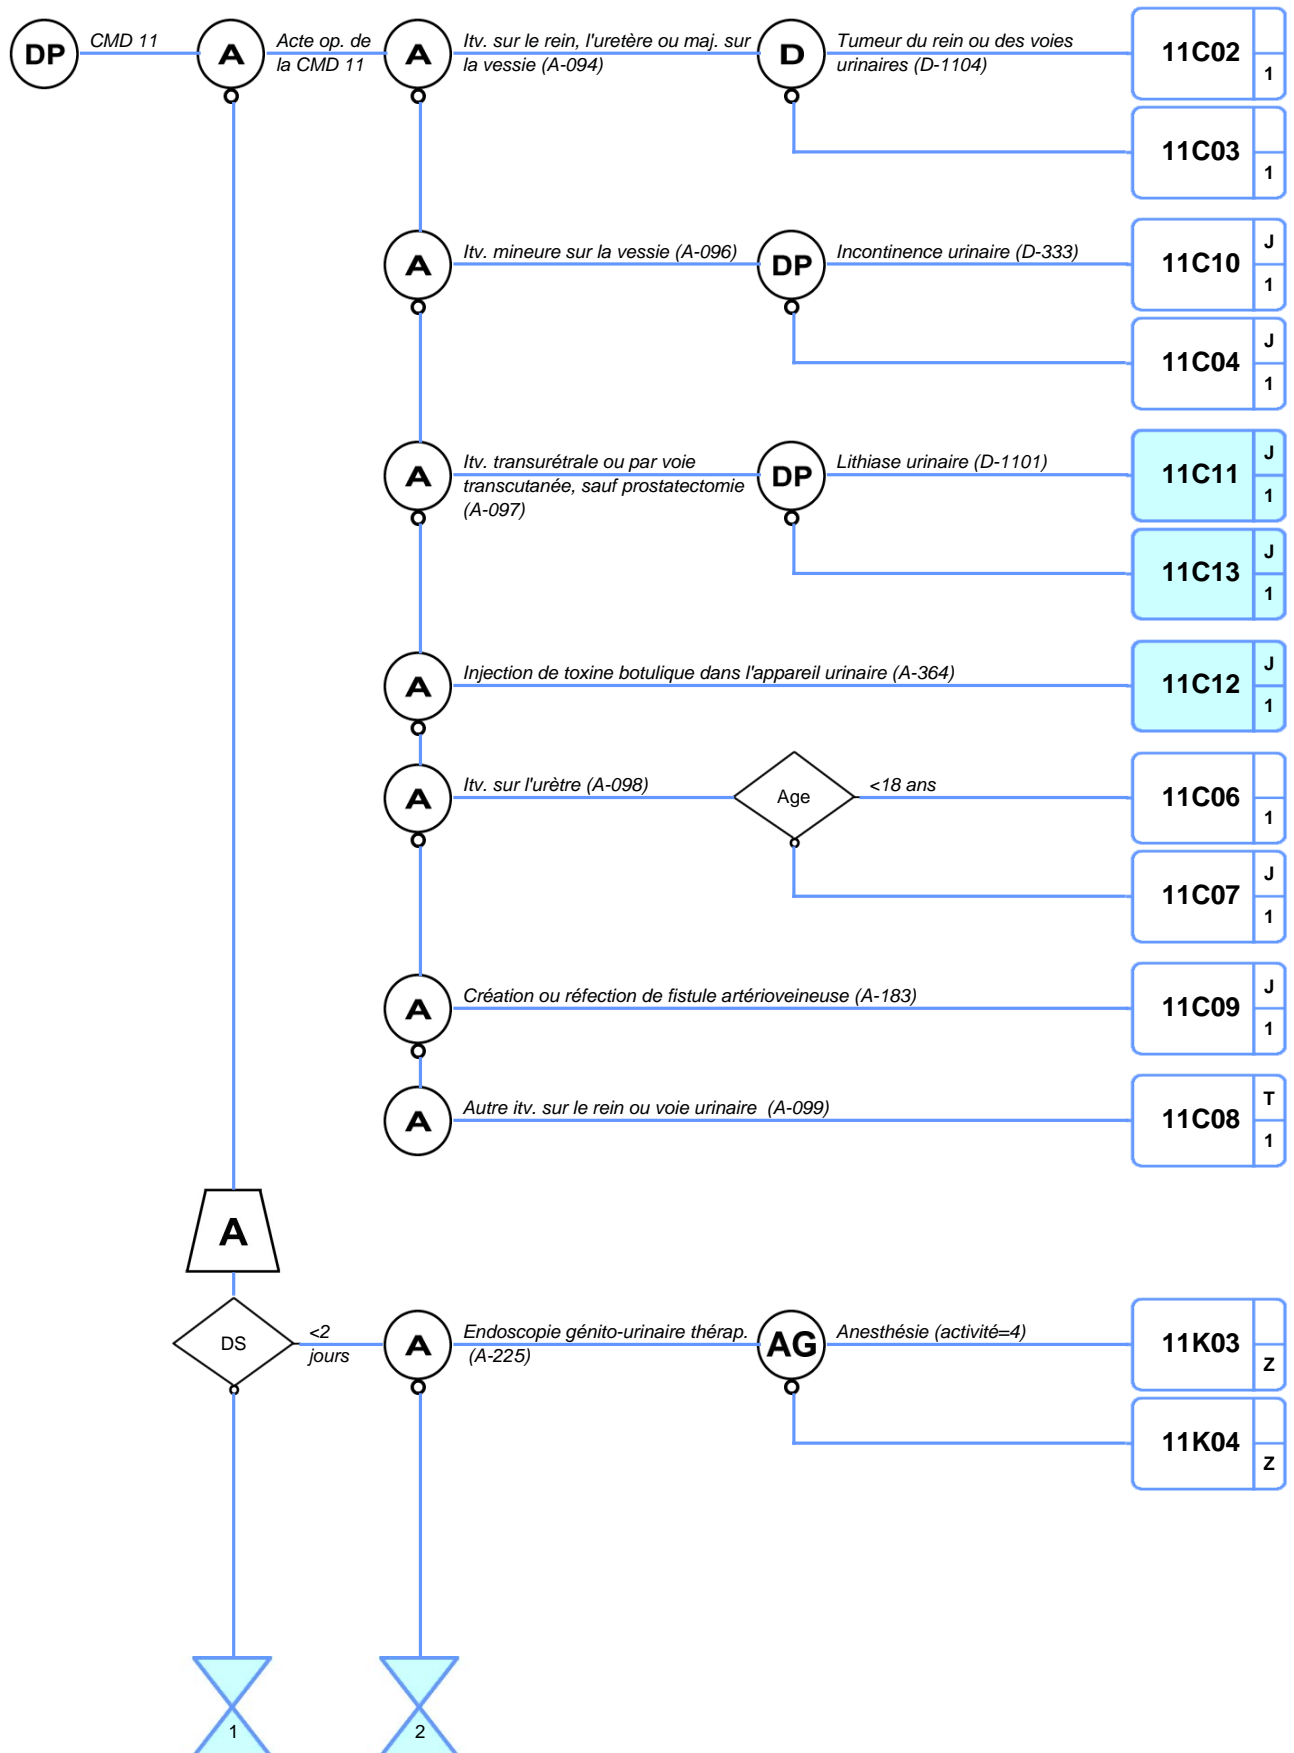 DP
CMD 11
A
Acte op. de
la CMD 11
A
Itv. sur le rein, l'uretère ou maj. sur
la vessie (A-094)
D
Tumeur du rein ou des voies
urinaires (D-1104)
11C02
1
11C03
1
A
Itv. mineure sur la vessie (A-096)
DP
Incontinence urinaire (D-333)
11C10
J
1
11C04
J
1
A
Itv. transurétrale ou par voie
transcutanée, sauf prostatectomie
(A-097)
DP
Lithiase urinaire (D-1101)
11C11
J
1
11C13
J
1
A
Injection de toxine botulique dans l'appareil urinaire (A-364)
11C12
J
1
A
Itv. sur l'urètre (A-098)
Age
<18 ans
11C06
1
11C07
J
1
A
Création ou réfection de fistule artérioveineuse (A-183)
11C09
J
1
A
Autre itv. sur le rein ou voie urinaire (A-099)
11C08
T
1
A
DS
<2
jours
A
Endoscopie génito-urinaire thérap.
(A-225)
AG
Anesthésie (activité=4)
11K03
Z
11K04
Z
1
2